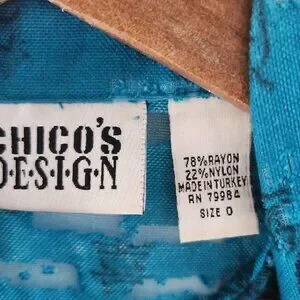 CHICO'S
DESIGN
78% RAYON
22% NYLON
MADE IN TURKEY
RN 79984
SIZE 0